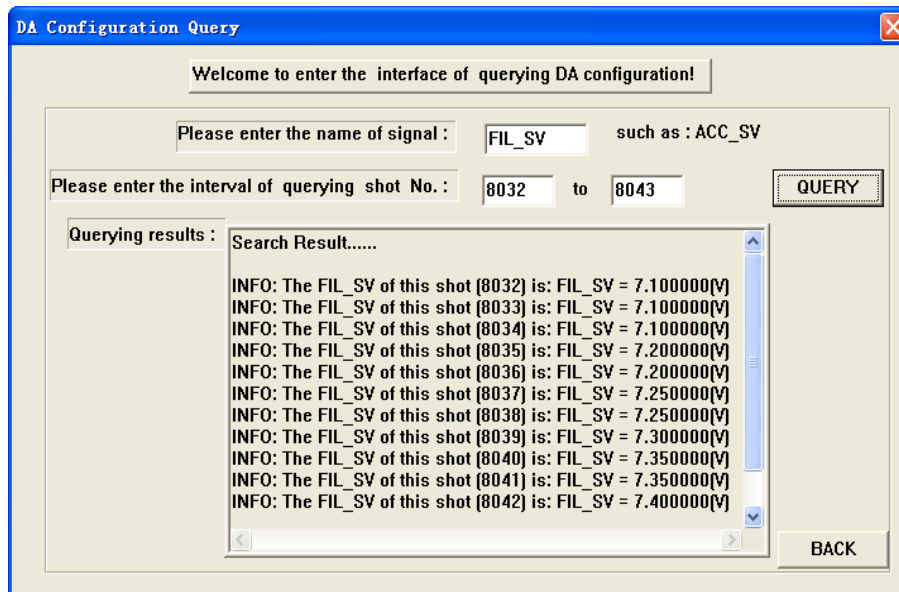 DA Configuration Query
Welcome to enter the interface of querying DA configuration!
Please enter the name of signal : FIL_SV such as : ACC_SV
Please enter the interval of querying shot No. : 8032 to 8043 QUERY
Querying results :
Search Result......
INFO: The FIL_SV of this shot (8032) is: FIL_SV = 7.100000(V)
INFO: The FIL_SV of this shot (8033) is: FIL_SV = 7.100000(V)
INFO: The FIL_SV of this shot (8034) is: FIL_SV = 7.100000(V)
INFO: The FIL_SV of this shot (8035) is: FIL_SV = 7.200000(V)
INFO: The FIL_SV of this shot (8036) is: FIL_SV = 7.200000(V)
INFO: The FIL_SV of this shot (8037) is: FIL_SV = 7.250000(V)
INFO: The FIL_SV of this shot (8038) is: FIL_SV = 7.250000(V)
INFO: The FIL_SV of this shot (8039) is: FIL_SV = 7.300000(V)
INFO: The FIL_SV of this shot (8040) is: FIL_SV = 7.350000(V)
INFO: The FIL_SV of this shot (8041) is: FIL_SV = 7.350000(V)
INFO: The FIL_SV of this shot (8042) is: FIL_SV = 7.400000(V)
BACK